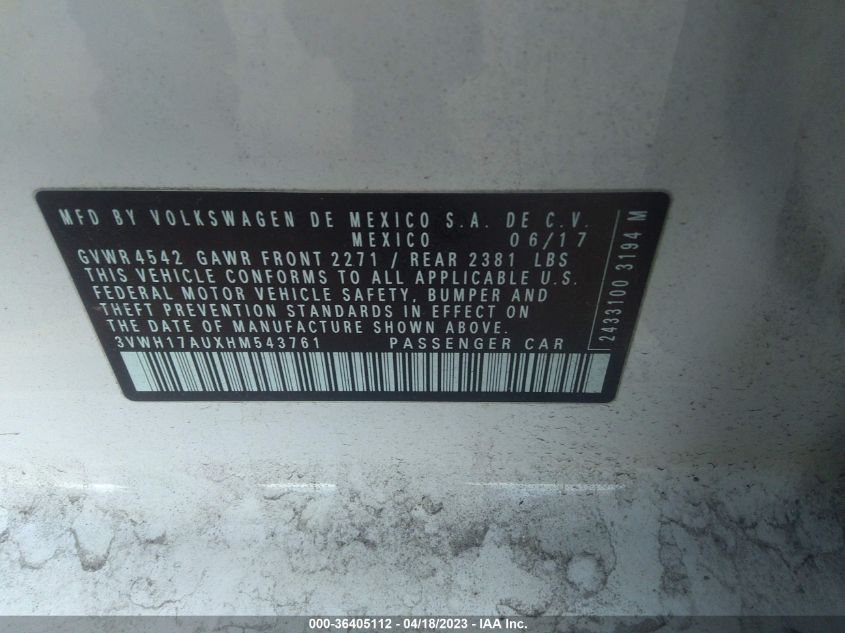 MFD BY VOLKSWAGEN DE MEXICO S.A. DE C.V.
MEXICO 06/17
GVWR4542 GAWR FRONT 2271 / REAR 2381 LBS
THIS VEHICLE CONFORMS TO ALL APPLICABLE U.S.
FEDERAL MOTOR VEHICLE SAFETY, BUMPER AND
THEFT PREVENTION STANDARDS IN EFFECT ON
THE DATE OF MANUFACTURE SHOWN ABOVE.
3VWH17AUXHM543761 PASSENGER CAR
2433100 3194 M
000-36405112 - 04/18/2023 - IAA Inc.